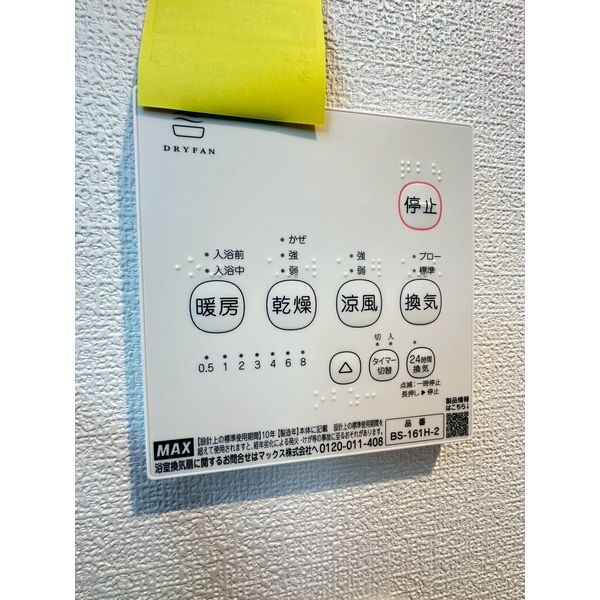 DRYFAN
停止
かぜ
入浴前 強 強 ブロー
入浴中 弱 弱 標準
暖房 乾燥 涼風 換気
切 入
0.5 1 2 3 4 6 8
△ タイマー切替 24時間換気
点滅:一時停止
長押し▶停止
製品情報
はこちら↓
MAX
【設計上の標準使用期間】10年【製造年】本体に記載 設計上の標準使用期間を
超えて使用されますと、経年劣化による発火・けが等の事故に至るおそれがあります。
浴室換気扇に関するお問合せはマックス株式会社へ0120-011-408
品番
BS-161H-2